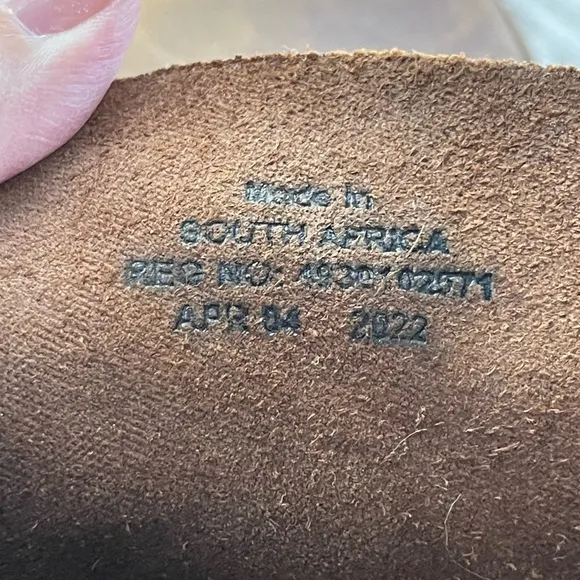 Made in
SOUTH AFRICA
REG NO:
APR 04 2022